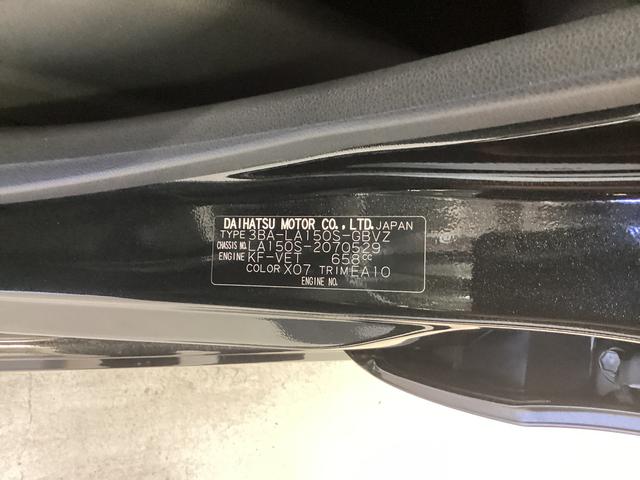 DAIHATSU MOTOR CO., LTD. JAPAN
TYPE 3BA-LA150S-GBVZ
CHASSIS NO. LA150S-2070529
ENGINE KF-VET 658cc
COLOR X07 TRIM EA10
ENGINE NO.